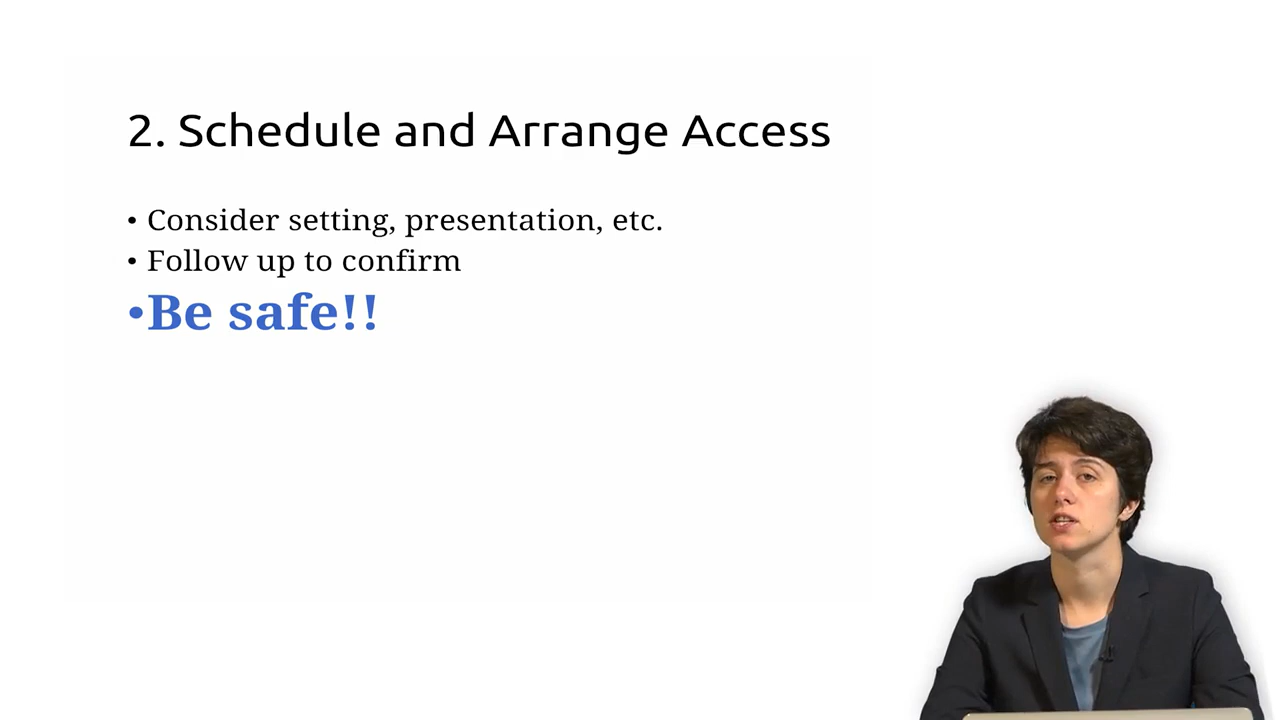 2. Schedule and Arrange Access
• Consider setting, presentation, etc.
• Follow up to confirm
•Be safe!!